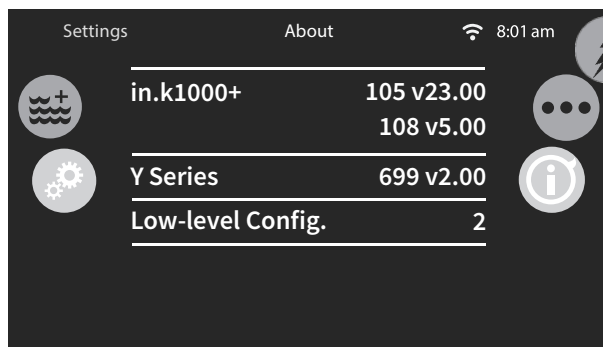 Settings About 8:01 am
in.k1000+ 105 v23.00
108 v5.00
Y Series 699 v2.00
Low-level Config. 2